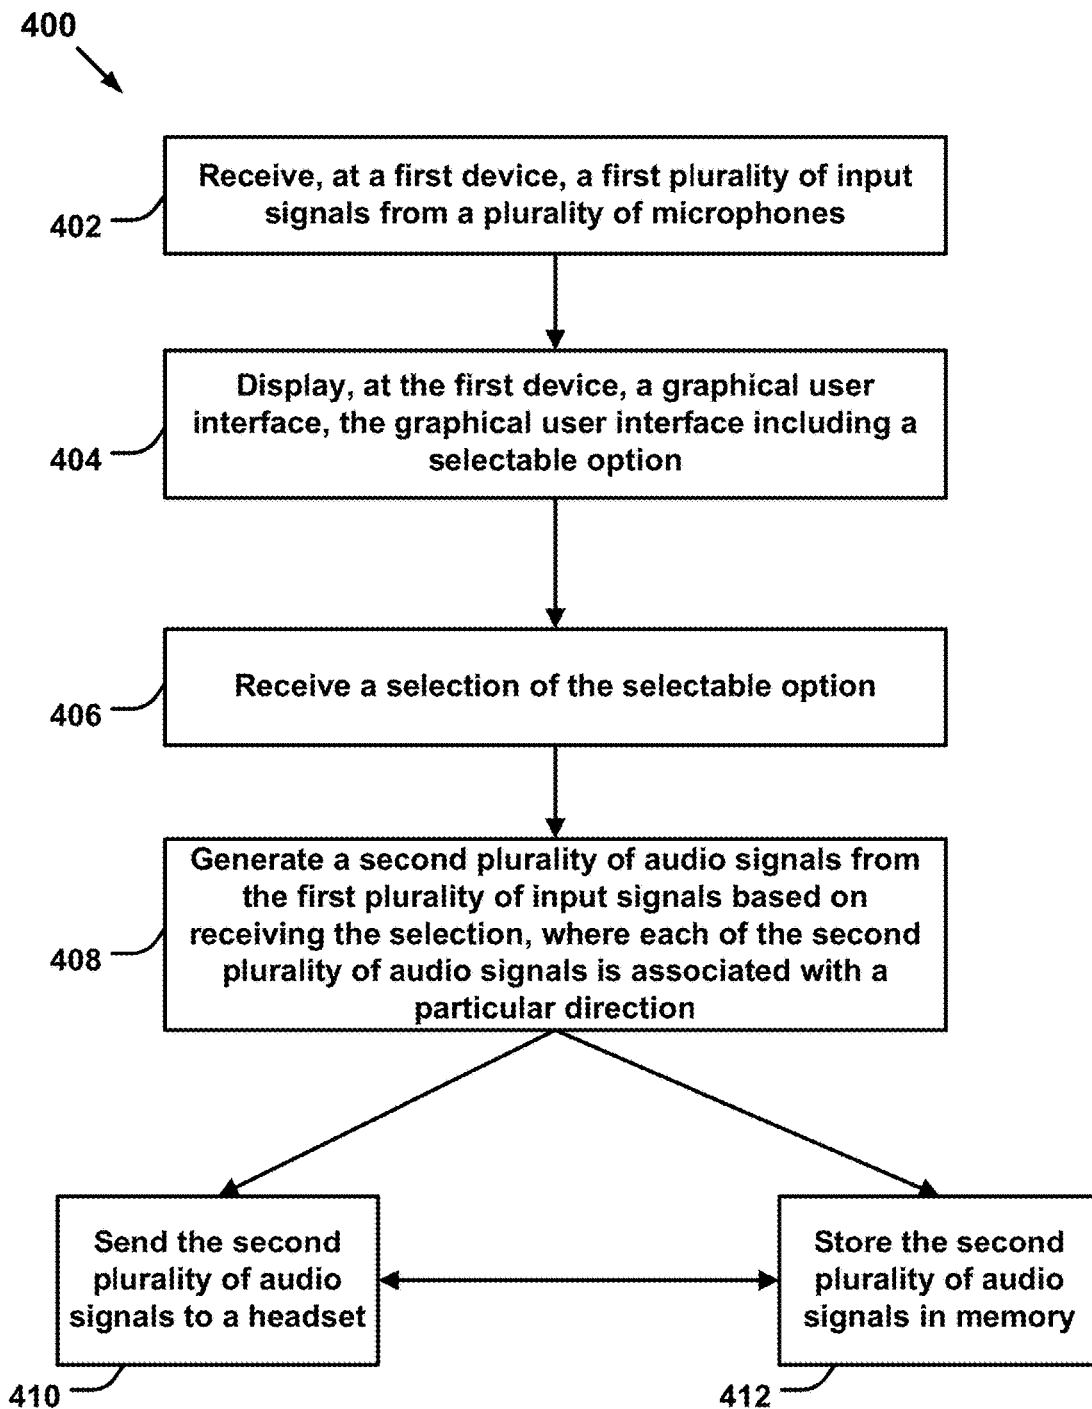 400
Receive, at a first device, a first plurality of input
signals from a plurality of microphones
402
Display, at the first device, a graphical user
interface, the graphical user interface including a
selectable option
404
Receive a selection of the selectable option
406
Generate a second plurality of audio signals from
the first plurality of input signals based on
receiving the selection, where each of the second
plurality of audio signals is associated with a
particular direction
408
Send the second
plurality of audio
signals to a headset
410
Store the second
plurality of audio
signals in memory
412